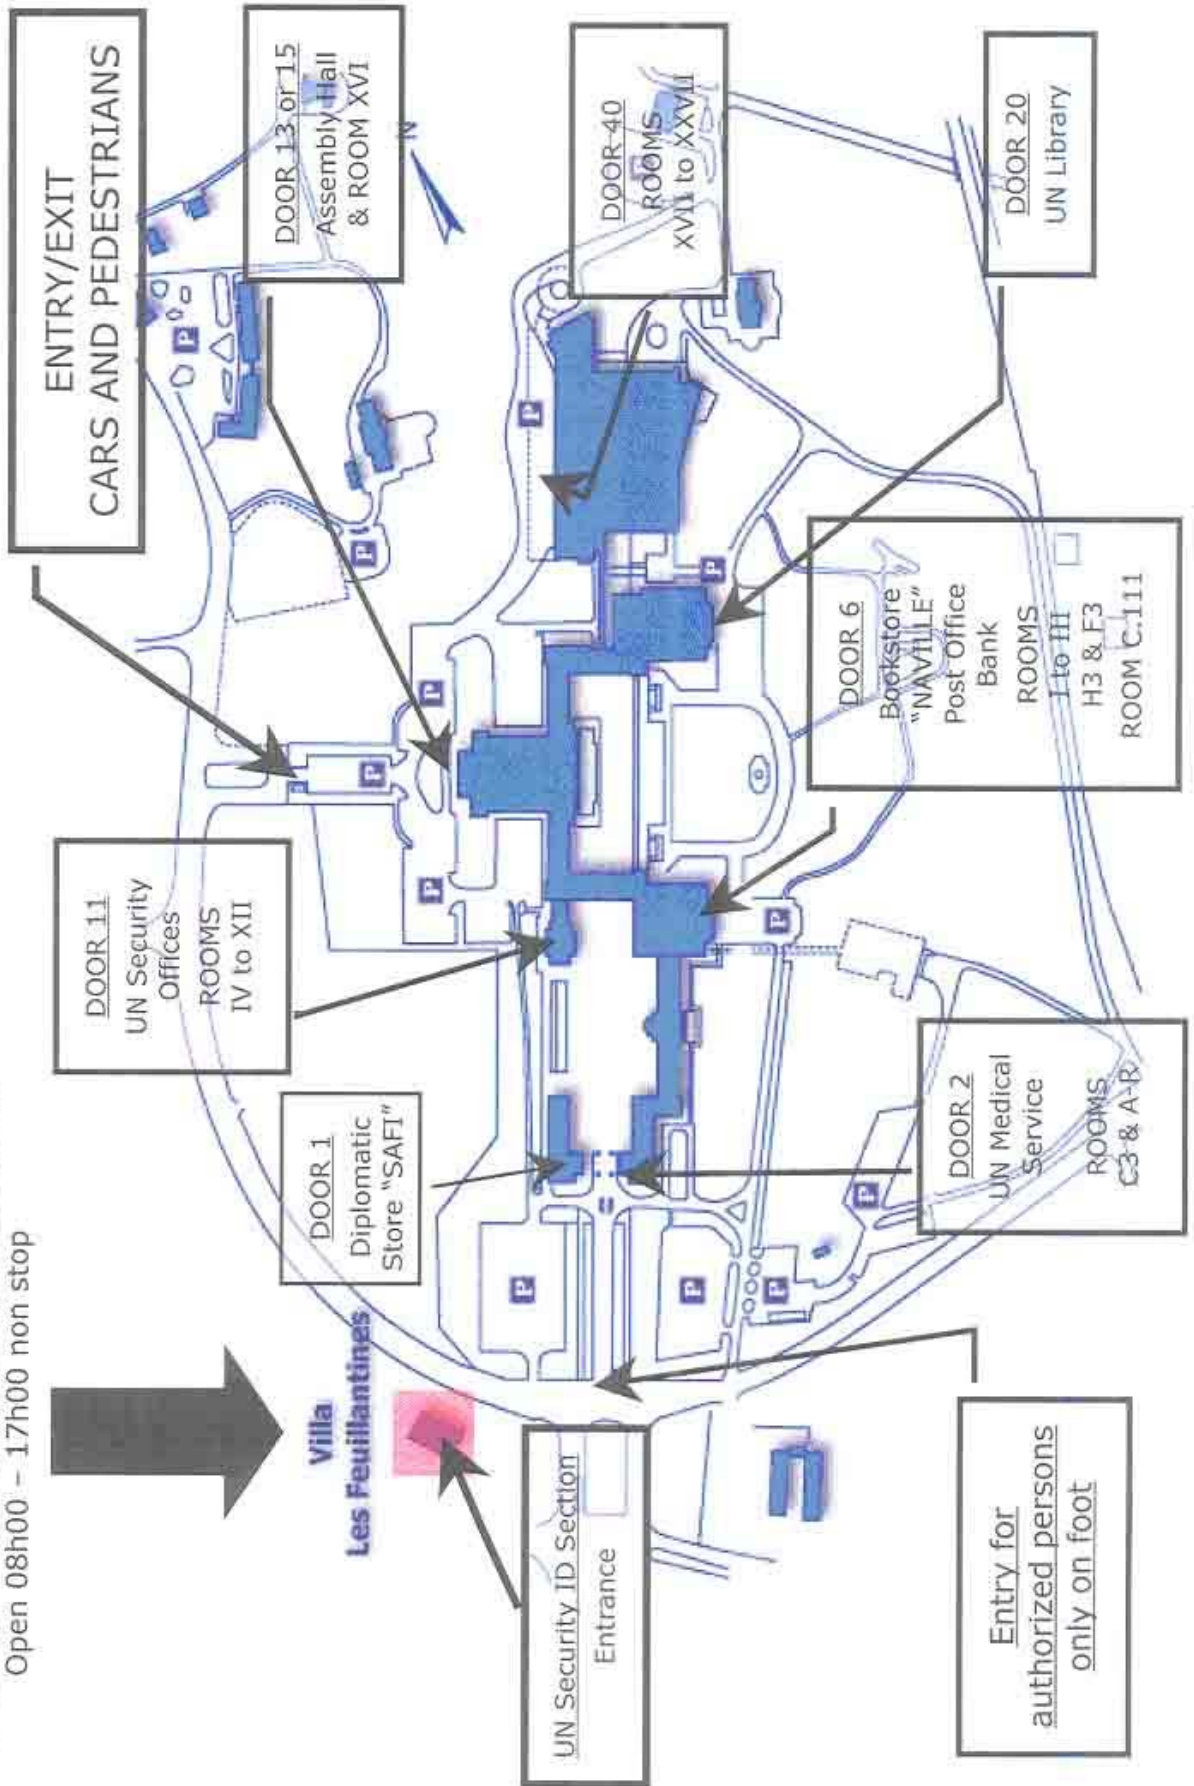 Open 08h00 – 17h00 non stop
Villa
Les Feuillantines
UN Security ID Section
Entrance
Entry for
authorized persons
only on foot
DOOR 1
Diplomatic
Store "SAFI"
DOOR 2
UN Medical
Service
ROOMS
C3 & A-R
DOOR 11
UN Security
Offices
ROOMS
IV to XII
DOOR 6
Bookstore
"NAVILLE"
Post Office
Bank
ROOMS
I to III
H3 & F3
ROOM C.111
ENTRY/EXIT
CARS AND PEDESTRIANS
DOOR 13 or 15
Assembly Hall
& ROOM XVI
N
DOOR 40
ROOMS
XVII to XXVII
DOOR 20
UN Library
P
P
P
P
P
P
P
P
P
P
P
P